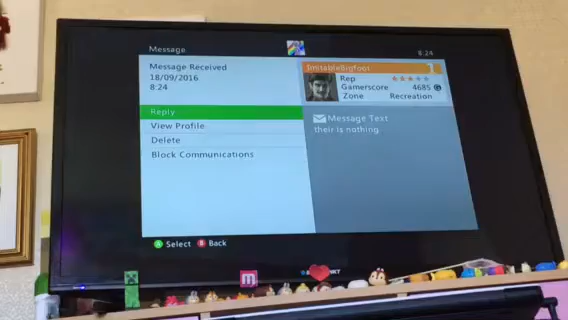 Message
8:24
Message Received
18/09/2016
8:24
Reply
View Profile
Delete
Block Communications
ImitableBigfoot
Rep
Gamerscore 4685 G
Zone Recreation
Message Text
their is nothing
A Select B Back
m